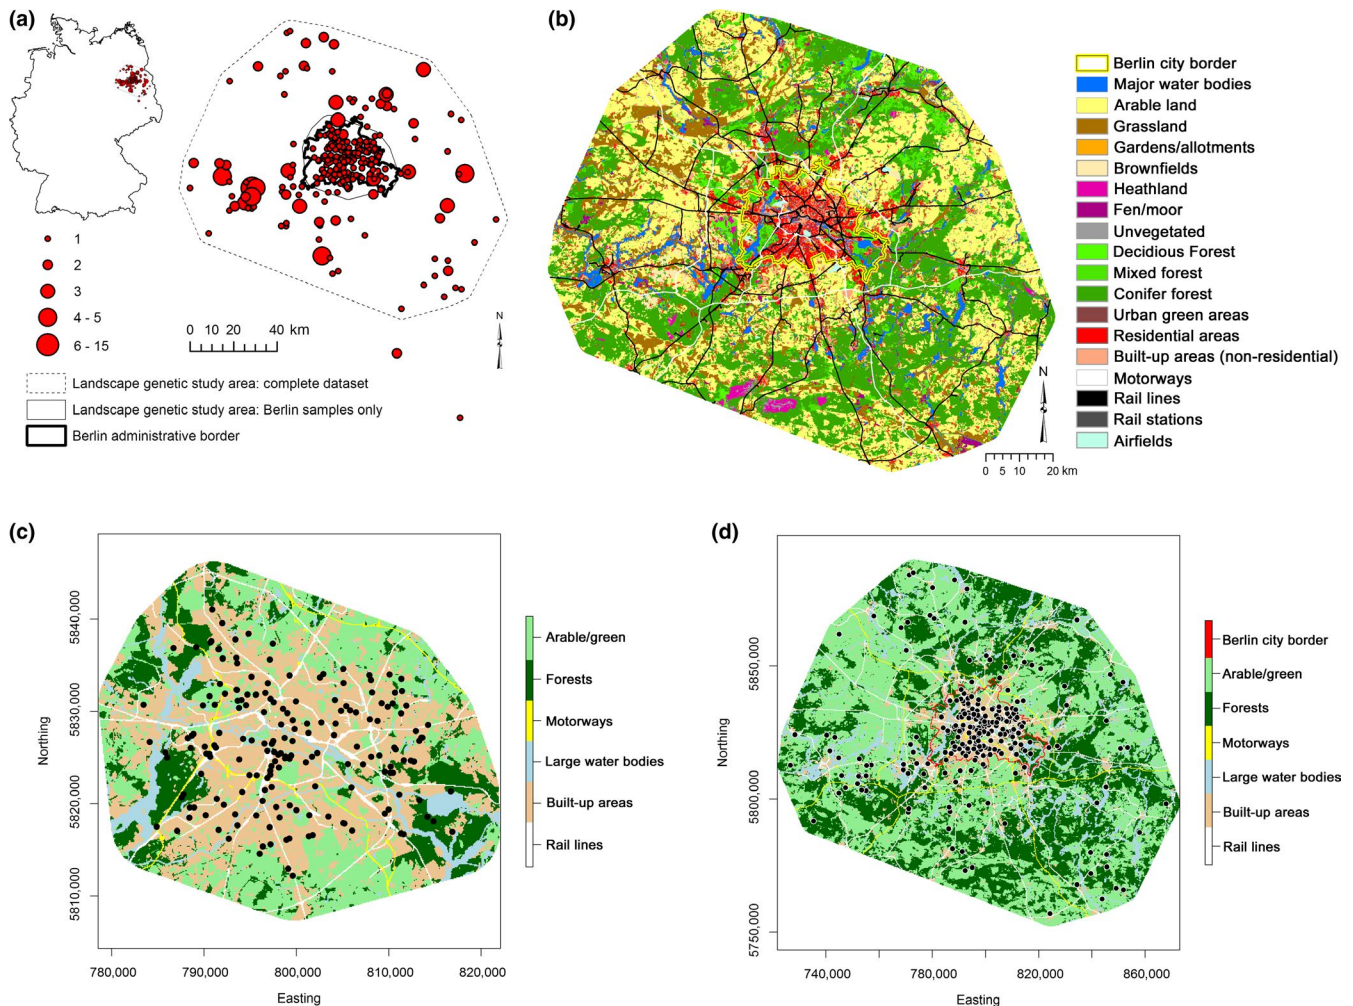 (a)
1
2
3
4 - 5
6 - 15
0 10 20 40 km
N
Landscape genetic study area: complete dataset
Landscape genetic study area: Berlin samples only
Berlin administrative border
(b)
Berlin city border
Major water bodies
Arable land
Grassland
Gardens/allotments
Brownfields
Heathland
Fen/moor
Unvegetated
Decidious Forest
Mixed forest
Conifer forest
Urban green areas
Residential areas
Built-up areas (non-residential)
Motorways
Rail lines
Rail stations
Airfields
N
0 5 10 20 km
(c)
Northing
5840,000
5830,000
5820,000
5810,000
780,000 790,000 800,000 810,000 820,000
Easting
Arable/green
Forests
Motorways
Large water bodies
Built-up areas
Rail lines
(d)
Northing
5850,000
5800,000
5750,000
740,000 780,000 820,000 860,000
Easting
Berlin city border
Arable/green
Forests
Motorways
Large water bodies
Built-up areas
Rail lines